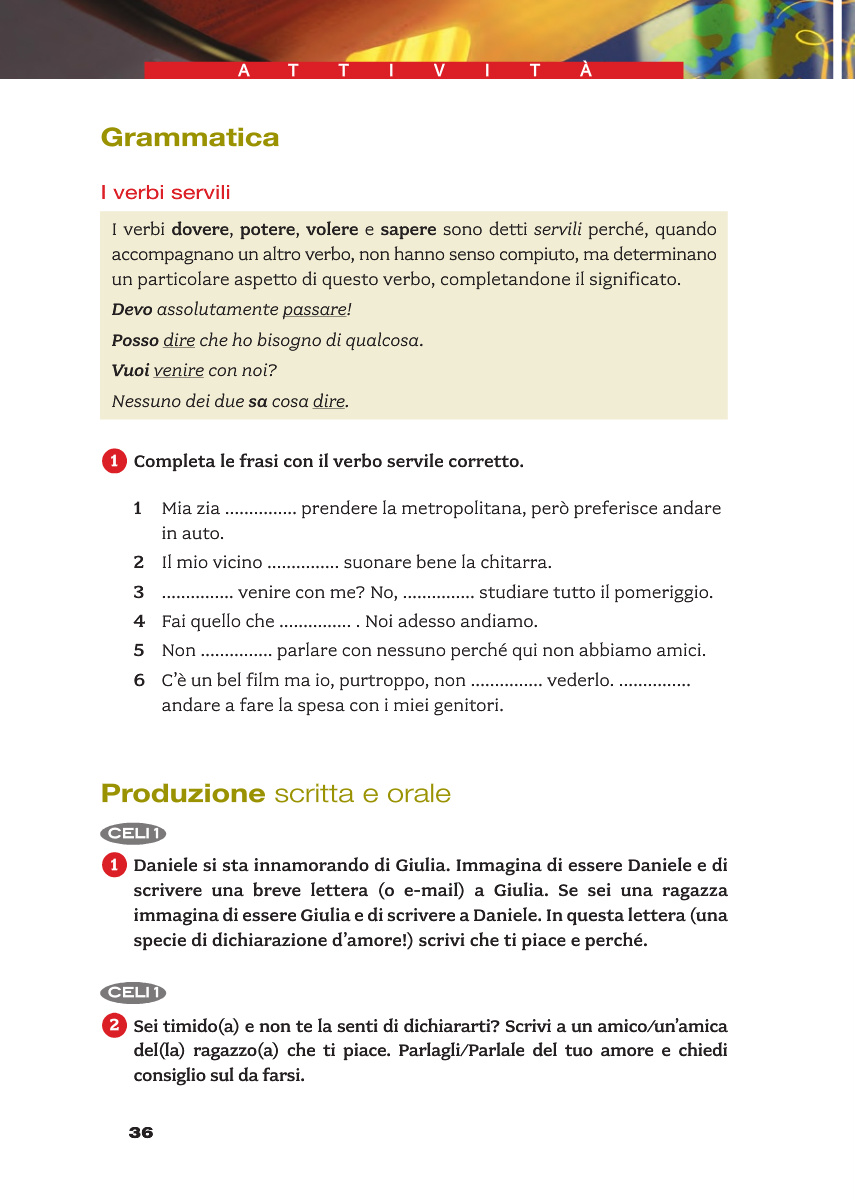 ATTIVITÀ
Grammatica
I verbi servili
I verbi dovere, potere, volere e sapere sono detti servili perché, quando
accompagnano un altro verbo, non hanno senso compiuto, ma determinano
un particolare aspetto di questo verbo, completandone il significato.
Devo assolutamente passare!
Posso dire che ho bisogno di qualcosa.
Vuoi venire con noi?
Nessuno dei due sa cosa dire.
1 Completa le frasi con il verbo servile corretto.
1 Mia zia ............... prendere la metropolitana, però preferisce andare
in auto.
2 Il mio vicino ............... suonare bene la chitarra.
3 ............... venire con me? No, ............... studiare tutto il pomeriggio.
4 Fai quello che ............... . Noi adesso andiamo.
5 Non ............... parlare con nessuno perché qui non abbiamo amici.
6 C'è un bel film ma io, purtroppo, non ............... vederlo. ...............
andare a fare la spesa con i miei genitori.
Produzione scritta e orale
CELI 1
1 Daniele si sta innamorando di Giulia. Immagina di essere Daniele e di
scrivere una breve lettera (o e-mail) a Giulia. Se sei una ragazza
immagina di essere Giulia e di scrivere a Daniele. In questa lettera (una
specie di dichiarazione d'amore!) scrivi che ti piace e perché.
CELI 1
2 Sei timido(a) e non te la senti di dichiararti? Scrivi a un amico/un'amica
del(la) ragazzo(a) che ti piace. Parlagli/Parlale del tuo amore e chiedi
consiglio sul da farsi.
36